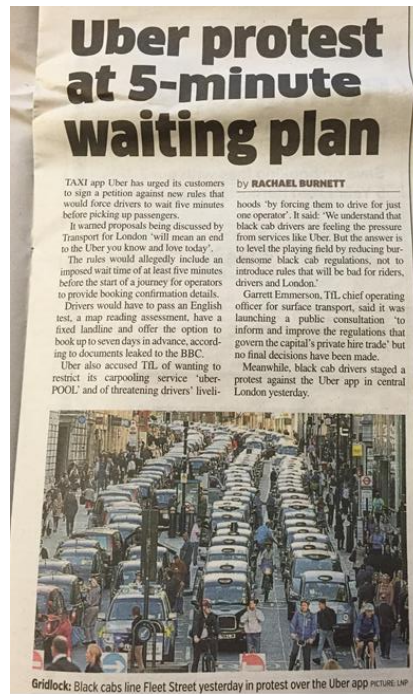 Uber protest
at 5-minute
waiting plan
TAXI app Uber has urged its customers
to sign a petition against new rules that
would force drivers to wait five minutes
before picking up passengers.
It warned proposals being discussed by
Transport for London ‘will mean an end
to the Uber you know and love today’.
The rules would allegedly include an
imposed wait time of at least five minutes
before the start of a journey for operators
to provide booking confirmation details.
Drivers would have to pass an English
test, a map reading assessment, have a
fixed landline and offer the option to
book up to seven days in advance, accord-
ing to documents leaked to the BBC.
Uber also accused TfL of wanting to
restrict its carpooling service ‘uber-
POOL’ and of threatening drivers’ liveli-
by RACHAEL BURNETT
hoods ‘by forcing them to drive for just
one operator’. It said: ‘We understand that
black cab drivers are feeling the pressure
from services like Uber. But the answer is
to level the playing field by reducing bur-
densome black cab regulations, not to
introduce rules that will be bad for riders,
drivers and London.’
Garrett Emmerson, TfL chief operating
officer for surface transport, said it was
launching a public consultation ‘to
inform and improve the regulations that
govern the capital’s private hire trade’ but
no final decisions have been made.
Meanwhile, black cab drivers staged a
protest against the Uber app in central
London yesterday.
Gridlock: Black cabs line Fleet Street yesterday in protest over the Uber app PICTURE: LNP